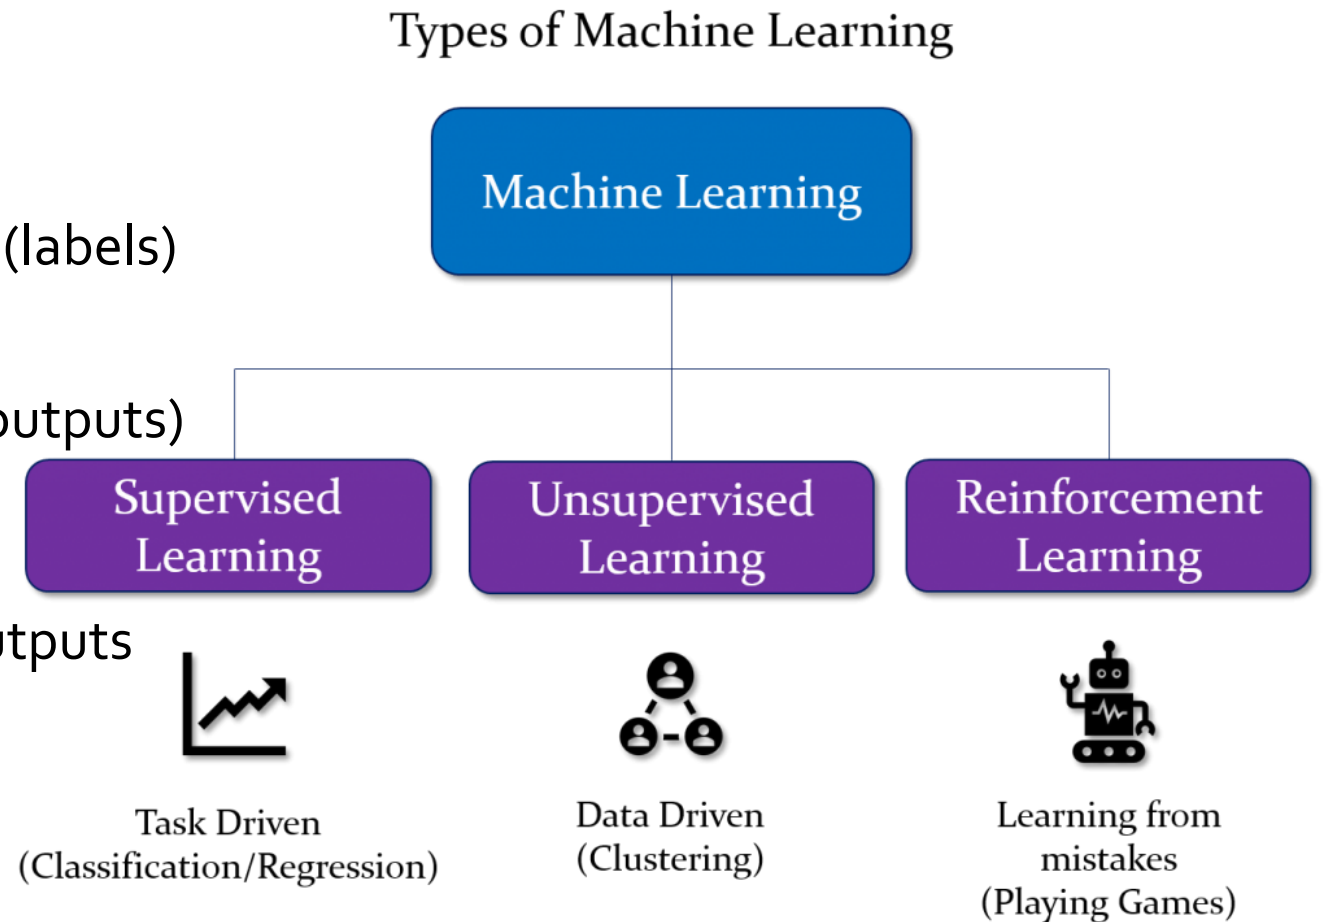 Types of Machine Learning
Machine Learning
(labels)
outputs)
Supervised
Learning
Unsupervised
Learning
Reinforcement
Learning
utputs
Task Driven
(Classification/Regression)
Data Driven
(Clustering)
Learning from
mistakes
(Playing Games)